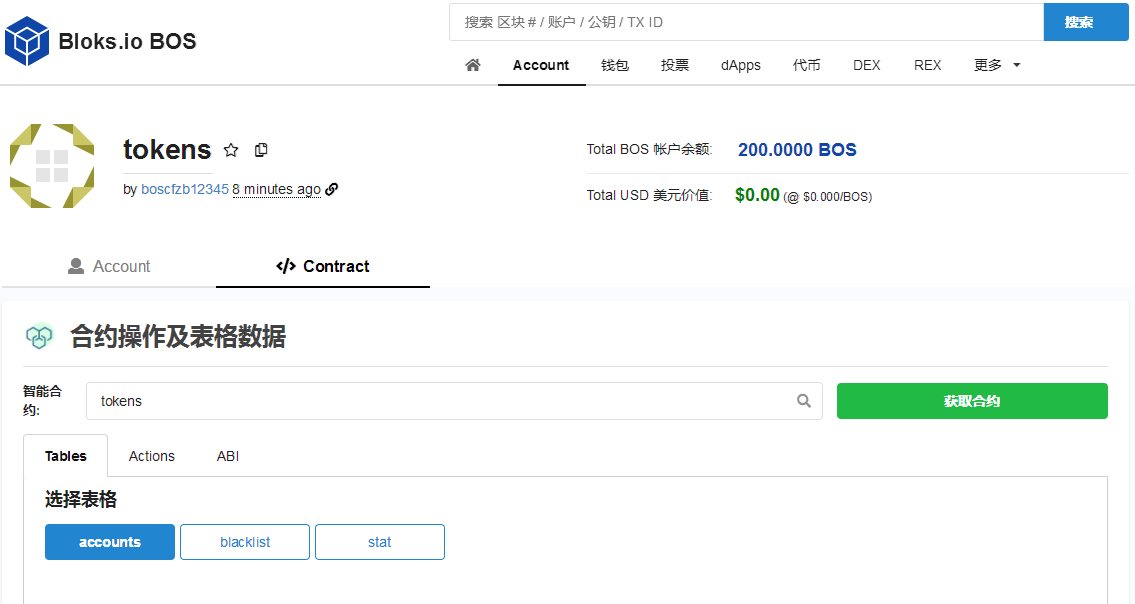 Bloks.io BOS
搜索 区块 # / 账户 / 公钥 / TX ID
搜索
Account 钱包 投票 dApps 代币 DEX REX 更多
tokens
by boscfzb12345 8 minutes ago
Total BOS 帐户余额: 200.0000 BOS
Total USD 美元价值: $0.00 (@ $0.000/BOS)
Account
Contract
合约操作及表格数据
智能合
约:
tokens
获取合约
Tables Actions ABI
选择表格
accounts blacklist stat